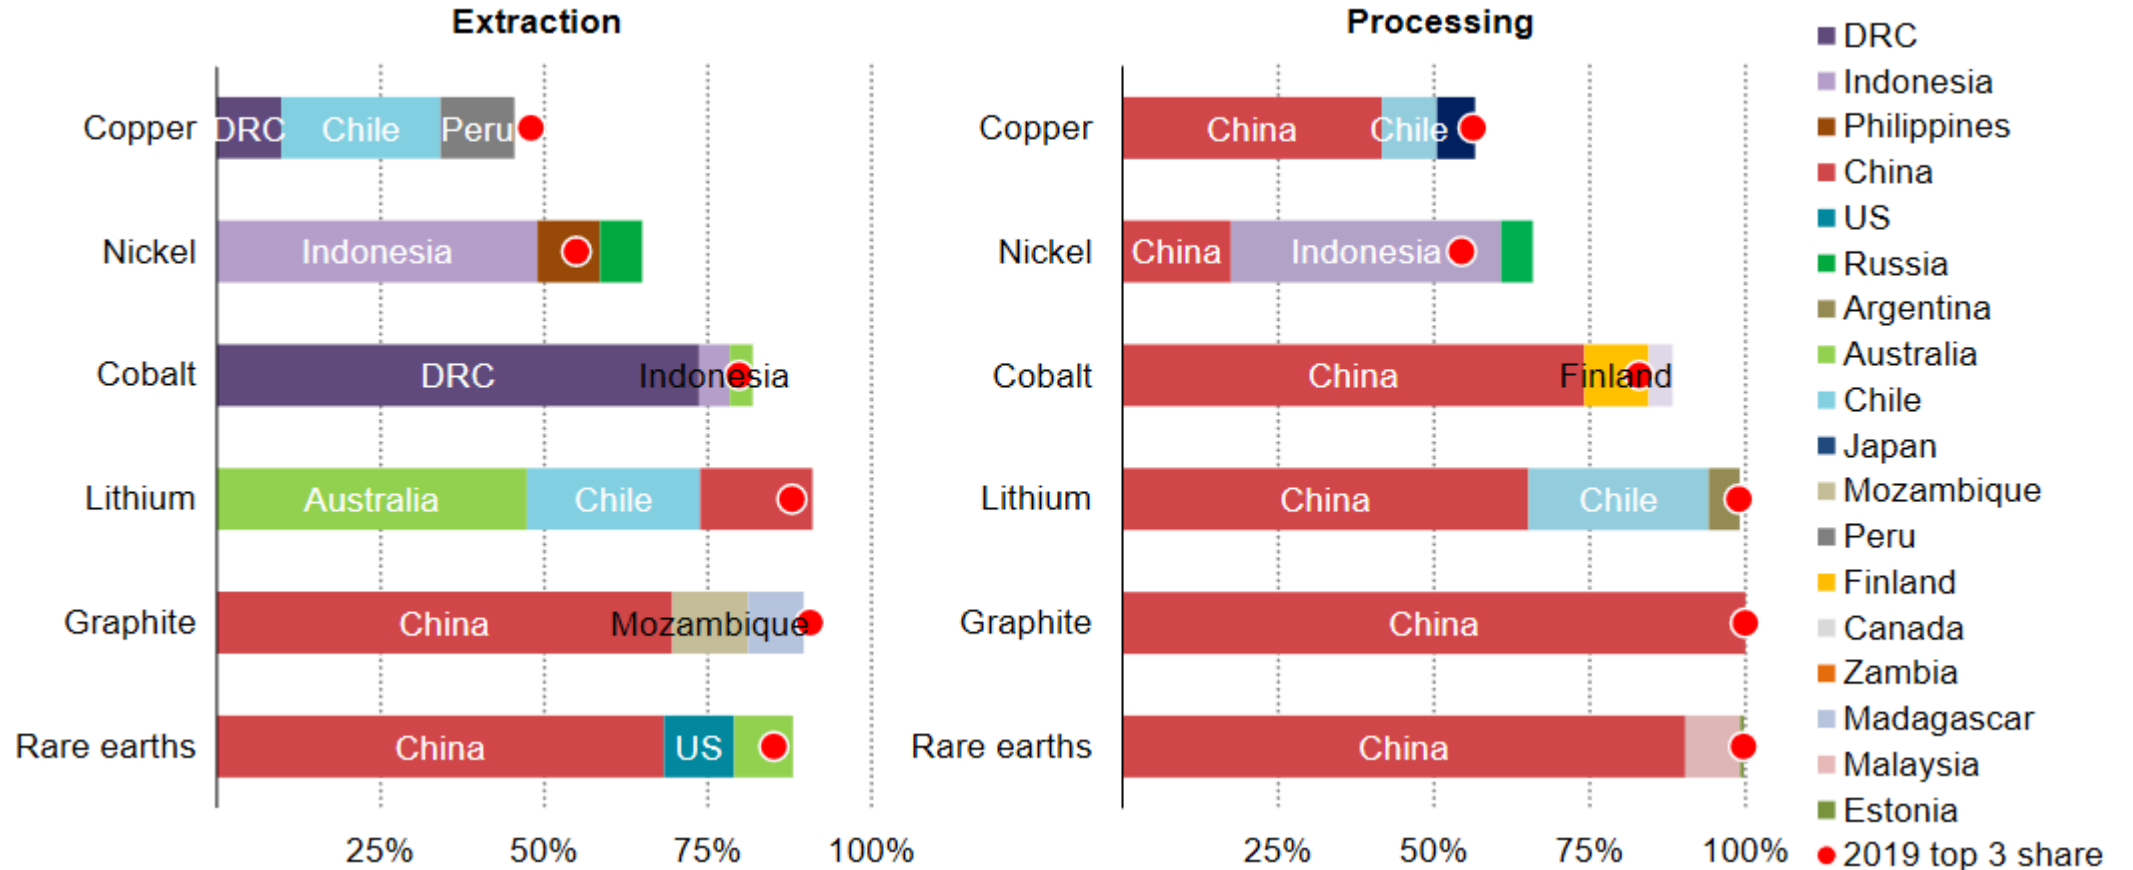 Extraction
Copper
DRC
Chile
Peru
Nickel
Indonesia
Cobalt
DRC
Indonesia
Lithium
Australia
Chile
Graphite
China
Mozambique
Rare earths
China
US
25%
50%
75%
100%
Processing
Copper
China
Chile
Nickel
China
Indonesia
Cobalt
China
Finland
Lithium
China
Chile
Graphite
China
Rare earths
China
25%
50%
75%
100%
DRC
Indonesia
Philippines
China
US
Russia
Argentina
Australia
Chile
Japan
Mozambique
Peru
Finland
Canada
Zambia
Madagascar
Malaysia
Estonia
2019 top 3 share